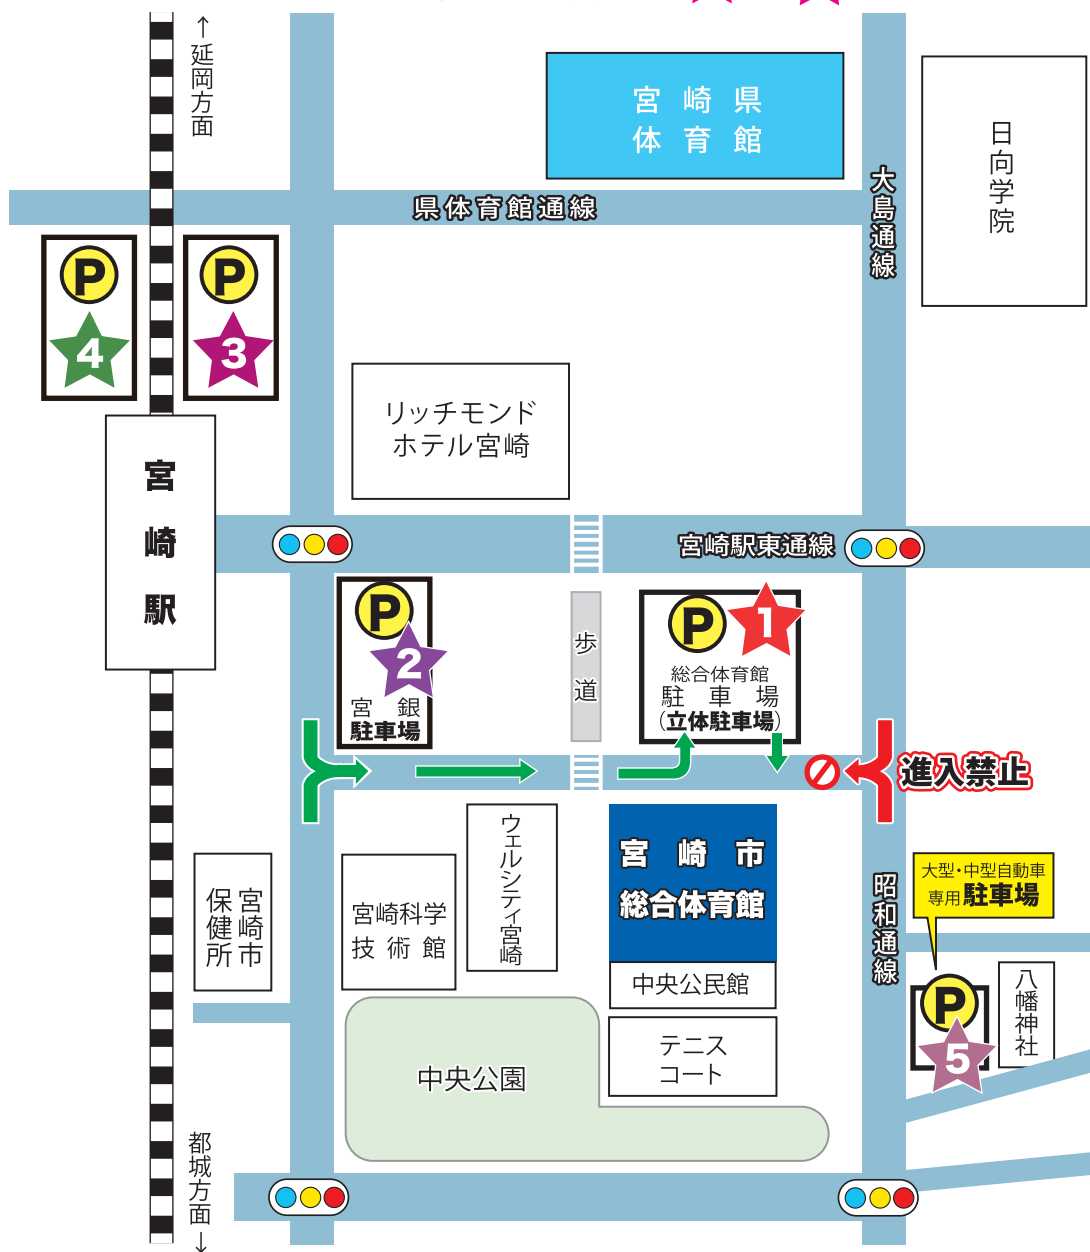 ↑延岡方面
宮崎県
体育館
日向学院
大島通線
県体育館通線
P
4
P
3
リッチモンド
ホテル宮崎
宮崎駅
宮崎駅東通線
P
2
宮銀
駐車場
歩道
P
1
総合体育館
駐車場
(立体駐車場)
進入禁止
宮崎市
総合体育館
ウェルシティ宮崎
宮崎科学
技術館
宮崎市
保健所
昭和通線
大型・中型自動車
専用駐車場
中央公民館
P
5
八幡神社
テニス
コート
中央公園
都城方面↓